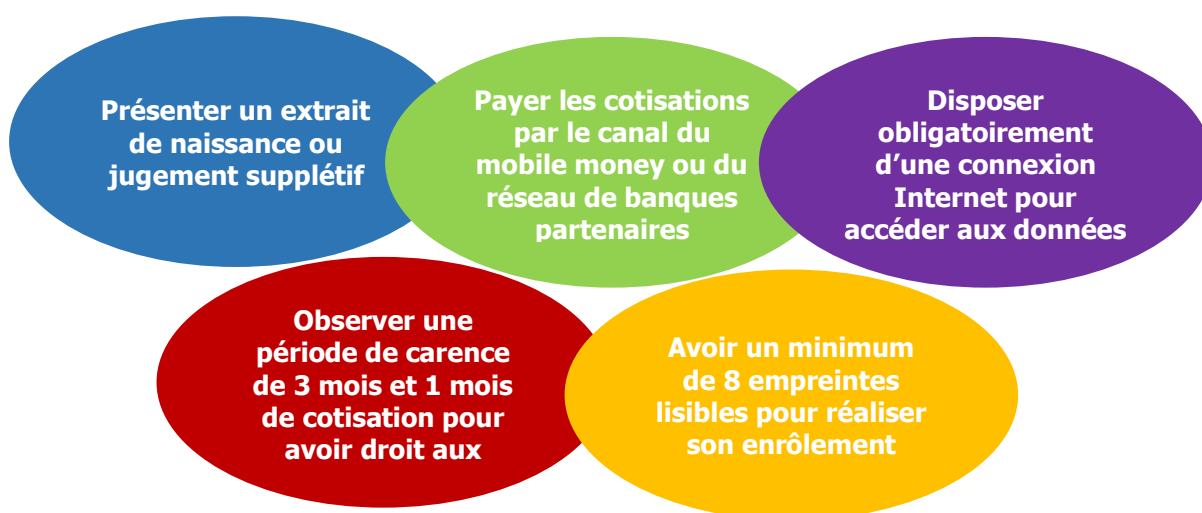 Présenter un extrait
de naissance ou
jugement supplétif
Payer les cotisations
par le canal du
mobile money ou du
réseau de banques
partenaires
Disposer
obligatoirement
d’une connexion
Internet pour
accéder aux données
Observer une
période de carence
de 3 mois et 1 mois
de cotisation pour
avoir droit aux
Avoir un minimum
de 8 empreintes
lisibles pour réaliser
son enrôlement